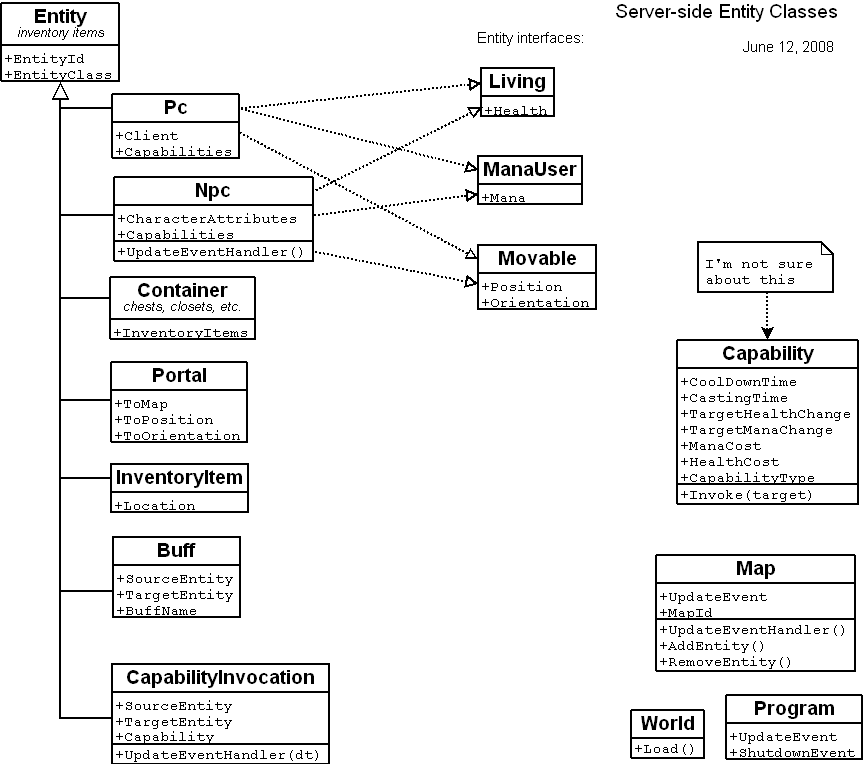 Server-side Entity Classes
June 12, 2008
Entity
inventory items
+EntityId
+EntityClass
Entity interfaces:
Pc
+Client
+Capabilities
Living
+Health
Npc
+CharacterAttributes
+Capabilities
+UpdateEventHandler()
ManaUser
+Mana
Movable
+Position
+Orientation
Container
chests, closets, etc.
+InventoryItems
I'm not sure
about this
Portal
+ToMap
+ToPosition
+ToOrientation
Capability
+CoolDownTime
+CastingTime
+TargetHealthChange
+TargetManaChange
+ManaCost
+HealthCost
+CapabilityType
+Invoke(target)
InventoryItem
+Location
Buff
+SourceEntity
+TargetEntity
+BuffName
Map
+UpdateEvent
+MapId
+UpdateEventHandler()
+AddEntity()
+RemoveEntity()
CapabilityInvocation
+SourceEntity
+TargetEntity
+Capability
+UpdateEventHandler(dt)
World
+Load()
Program
+UpdateEvent
+ShutdownEvent